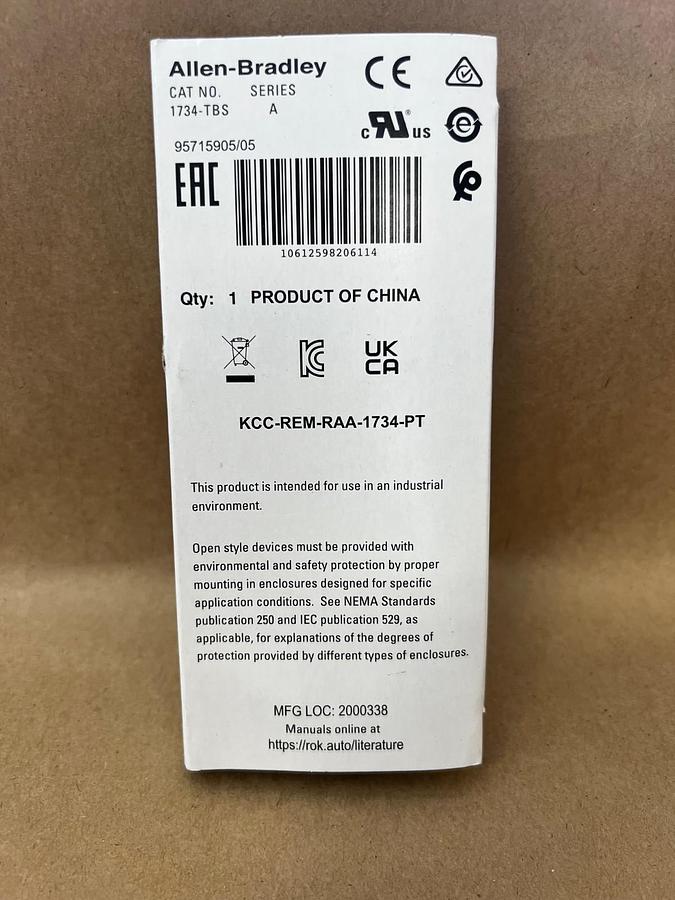 Allen-Bradley
CAT NO. SERIES
1734-TBS A
95715905/05
CE
c RU ® us
e
EAC
10612598206114
Qty: 1 PRODUCT OF CHINA
KC
UK
CA
KCC-REM-RAA-1734-PT
This product is intended for use in an industrial
environment.
Open style devices must be provided with
environmental and safety protection by proper
mounting in enclosures designed for specific
application conditions. See NEMA Standards
publication 250 and IEC publication 529, as
applicable, for explanations of the degrees of
protection provided by different types of enclosures.
MFG LOC: 2000338
Manuals online at
https://rok.auto/literature